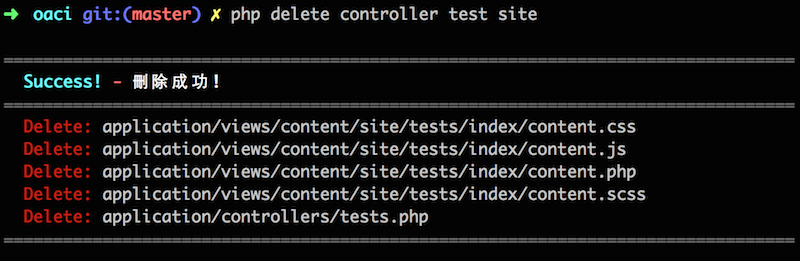 ➜ oaci git:(master) ✗ php delete controller test site
Success! - 刪除成功!
Delete: application/views/content/site/tests/index/content.css
Delete: application/views/content/site/tests/index/content.js
Delete: application/views/content/site/tests/index/content.php
Delete: application/views/content/site/tests/index/content.scss
Delete: application/controllers/tests.php